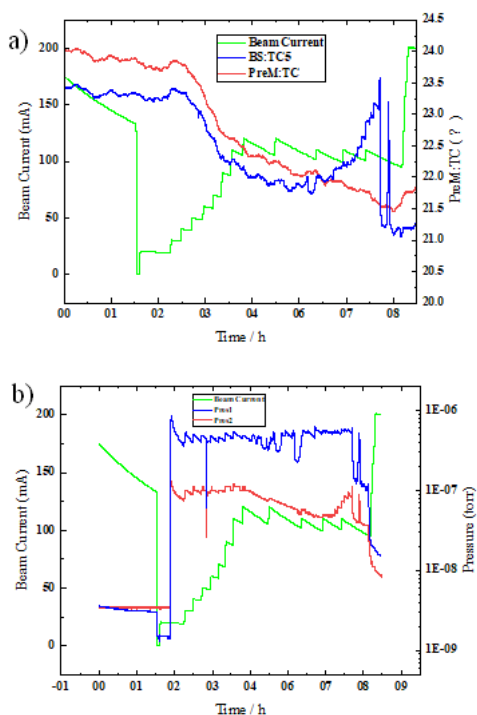 a)
Beam Current
BS:TC5
PreM:TC
Beam Current (mA)
200
150
100
50
0
24.5
24.0
23.5
23.0
22.5
22.0
21.5
21.0
20.5
20.0
PreM:TC (?)
00 01 02 03 04 05 06 07 08
Time / h
b)
Beam Current
Pres1
Pres2
Beam Current (mA)
200
150
100
50
0
1E-06
1E-07
1E-08
1E-09
Pressure (torr)
-01 00 01 02 03 04 05 06 07 08 09
Time / h